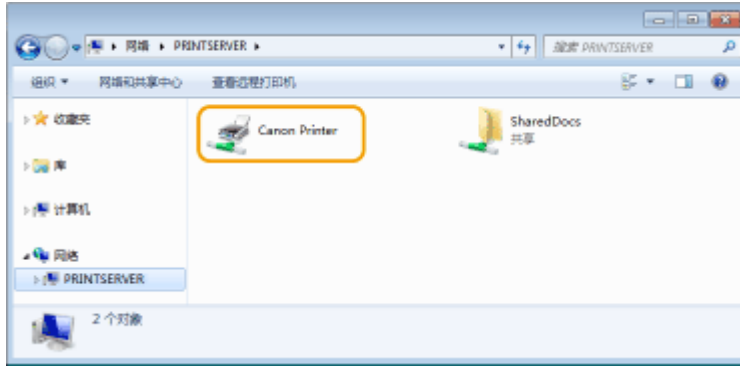 网络 ▸ PRINTSERVER ▸
搜索 PRINTSERVER
组织
网络和共享中心
查看远程打印机
收藏夹
Canon Printer
SharedDocs
共享
库
计算机
网络
PRINTSERVER
2 个对象